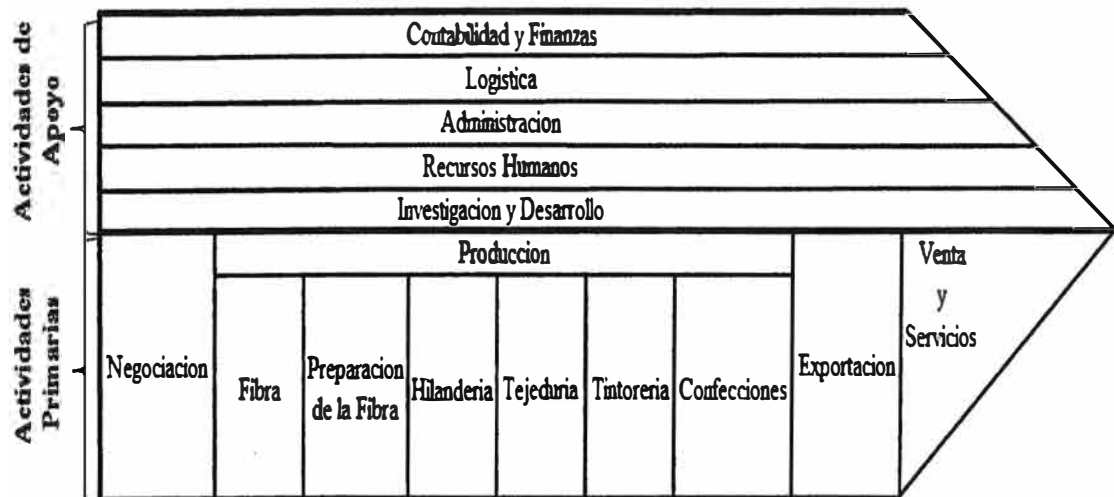 Actividades de
Apoyo
Contabilidad y Finanzas
Logistica
Administracion
Recursos Humanos
Investigacion y Desarrollo
Actividades
Primarias
Negociacion
Produccion
Fibra
Preparacion
de la Fibra
Hilanderia
Tejeduria
Tintoreria
Confecciones
Exportacion
Venta
y
Servicios